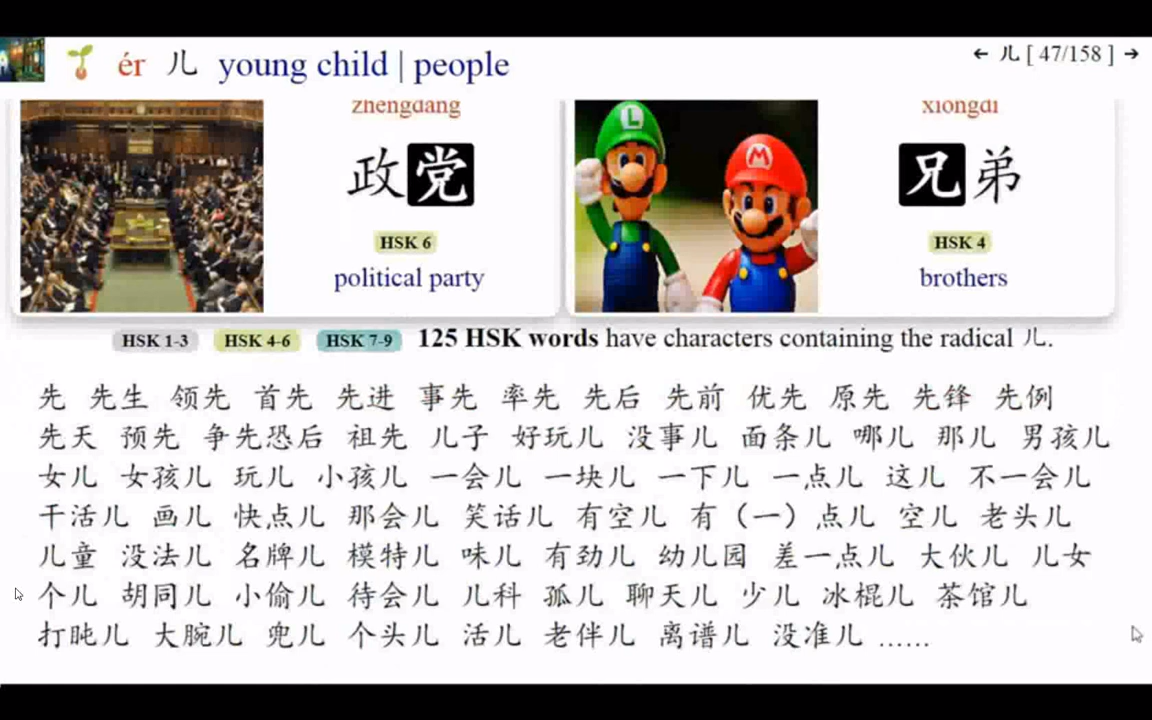 ér 儿 young child | people
← 儿 [ 47/158 ] →
zhèngdǎng
政党
HSK 6
political party
xiōngdì
兄弟
HSK 4
brothers
HSK 1-3 HSK 4-6 HSK 7-9 125 HSK words have characters containing the radical 儿.
先 先生 领先 首先 先进 事先 率先 先后 先前 优先 原先 先锋 先例
先天 预先 争先恐后 祖先 儿子 好玩儿 没事儿 面条儿 哪儿 那儿 男孩儿
女儿 女孩儿 玩儿 小孩儿 一会儿 一块儿 一下儿 一点儿 这儿 不一会儿
干活儿 画儿 快点儿 那会儿 笑话儿 有空儿 有（一）点儿 空儿 老头儿
儿童 没法儿 名牌儿 模特儿 味儿 有劲儿 幼儿园 差一点儿 大伙儿 儿女
个儿 胡同儿 小偷儿 待会儿 儿科 孤儿 聊天儿 少儿 冰棍儿 茶馆儿
打盹儿 大腕儿 兜儿 个头儿 活儿 老伴儿 离谱儿 没准儿 ……
L
M